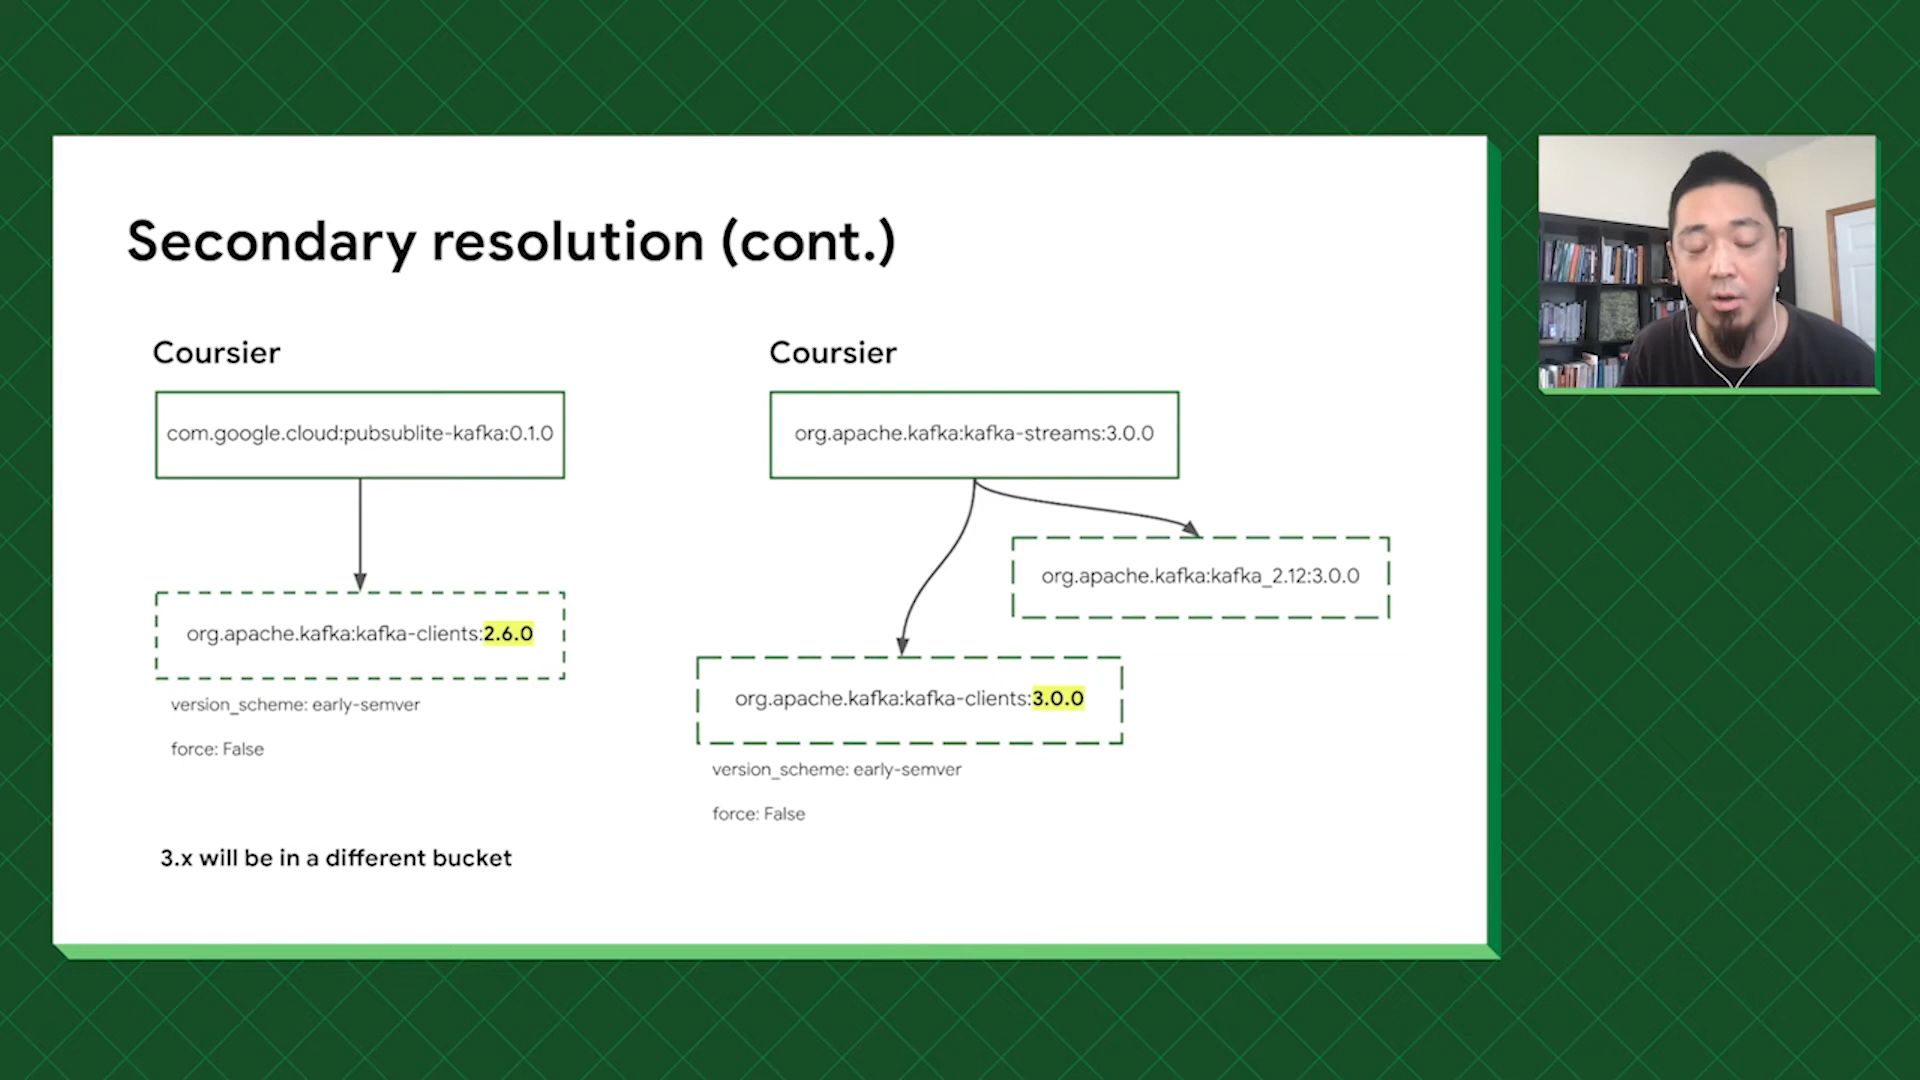 Secondary resolution (cont.)
Coursier
com.google.cloud:pubsublite-kafka:0.1.0
org.apache.kafka:kafka-clients:2.6.0
version_scheme: early-semver
force: False
3.x will be in a different bucket
Coursier
org.apache.kafka:kafka-streams:3.0.0
org.apache.kafka:kafka_2.12:3.0.0
org.apache.kafka:kafka-clients:3.0.0
version_scheme: early-semver
force: False